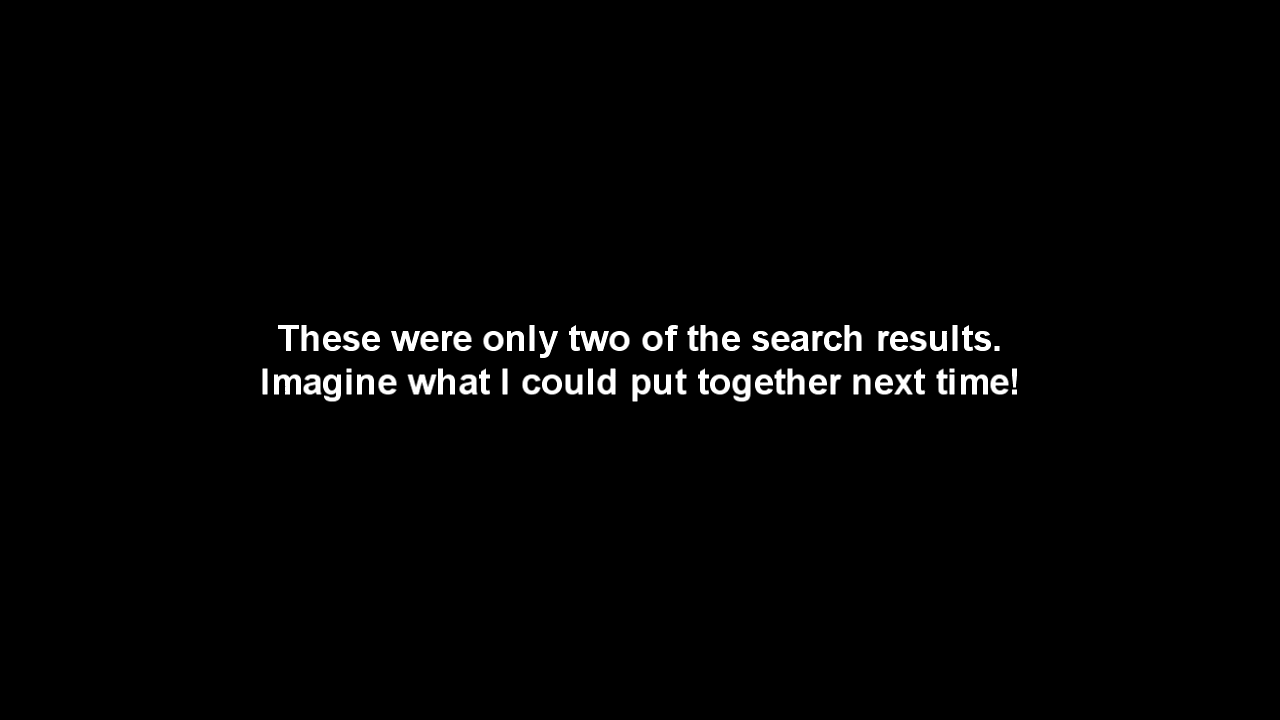 These were only two of the search results.
Imagine what I could put together next time!